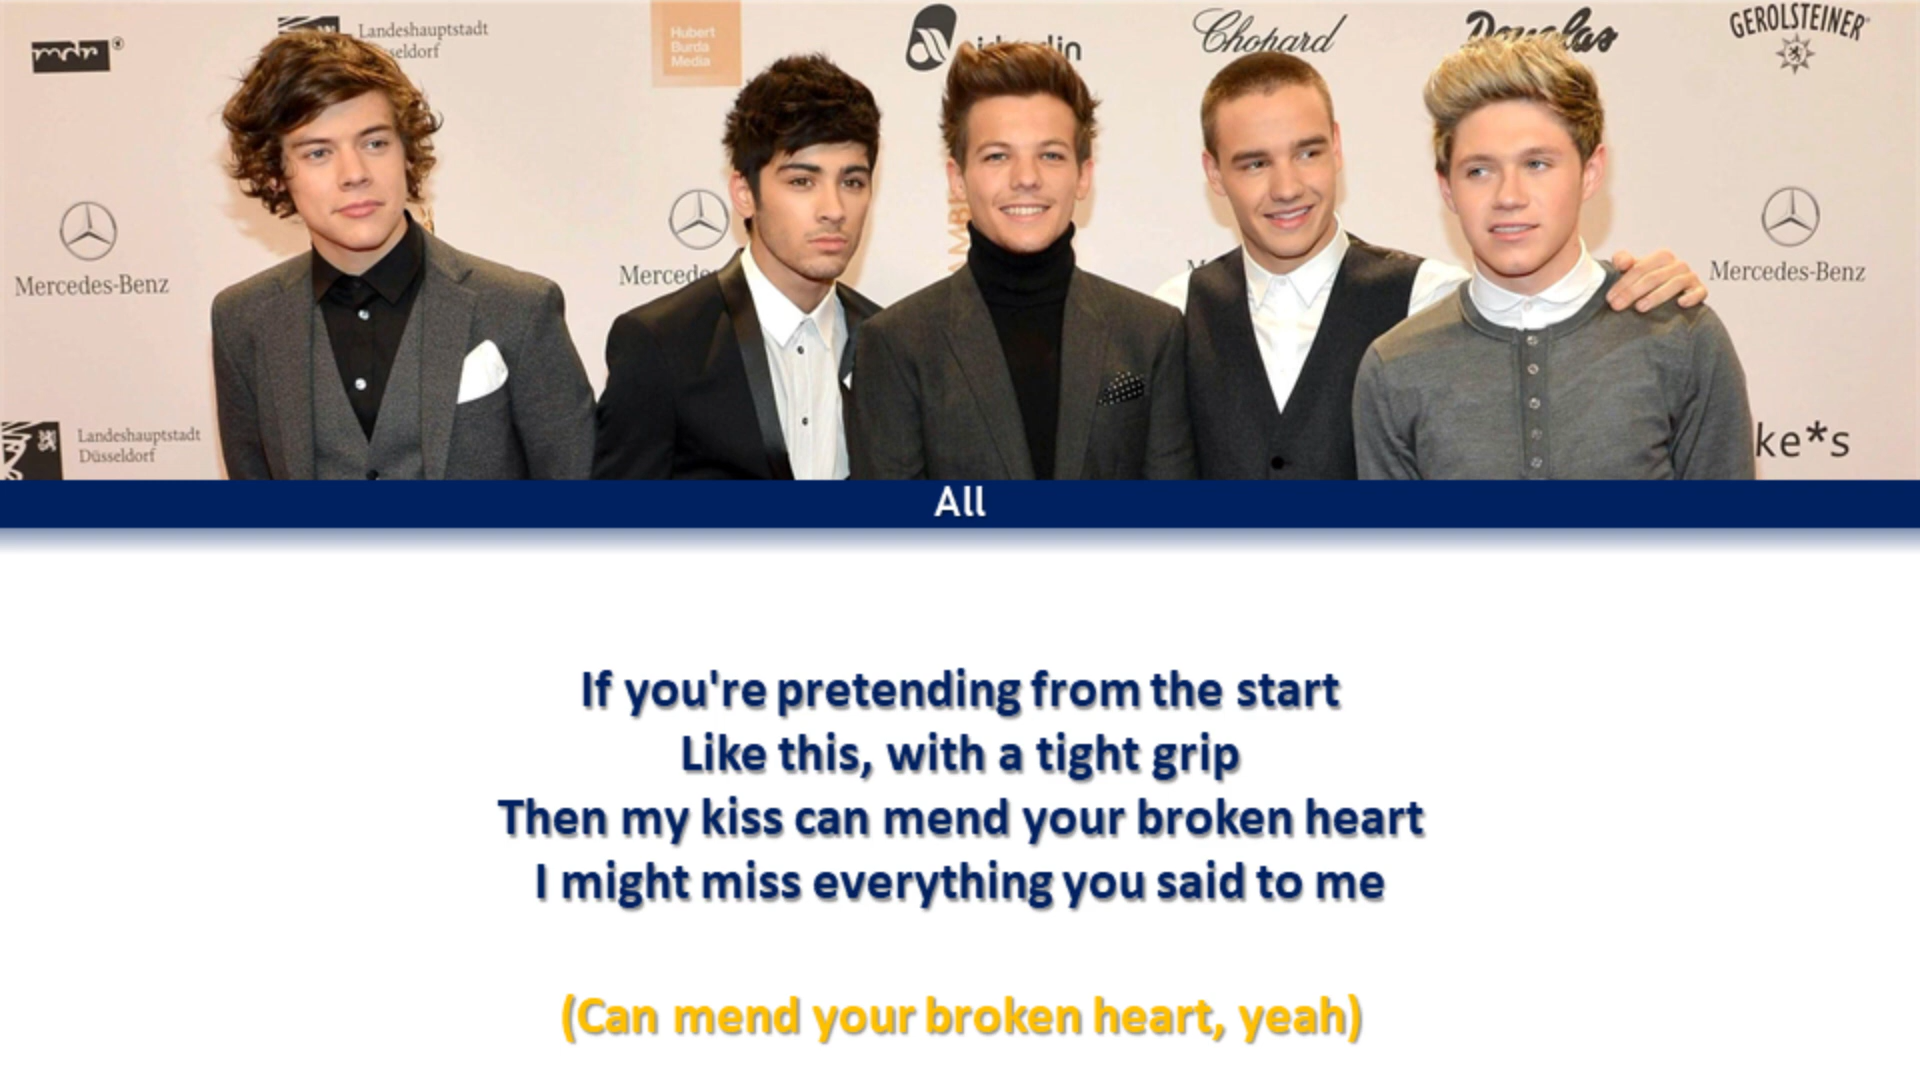 mdr
Landeshauptstadt
seldorf
Hubert
Burda
Media
Chopard
Douglas
GEROLSTEINER
Mercedes-Benz
Mercedes-Benz
Landeshauptstadt
Düsseldorf
ke*s
All
If you're pretending from the start
Like this, with a tight grip
Then my kiss can mend your broken heart
I might miss everything you said to me
(Can mend your broken heart, yeah)